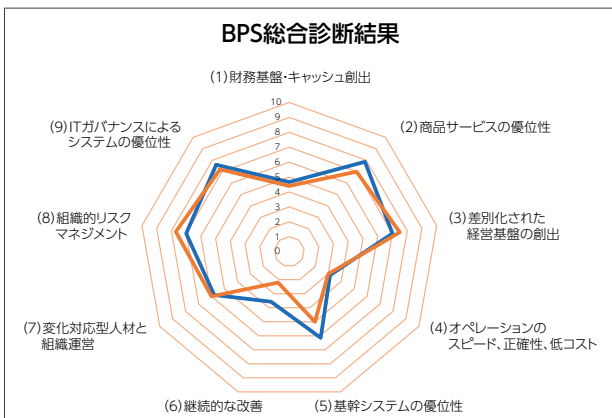 BPS総合診断結果
(1)財務基盤・キャッシュ創出
(2)商品サービスの優位性
(3)差別化された
経営基盤の創出
(4)オペレーションの
スピード、正確性、低コスト
(5)基幹システムの優位性
(6)継続的な改善
(7)変化対応型人材と
組織運営
(8)組織的リスク
マネジメント
(9)ITガバナンスによる
システムの優位性
10
9
8
7
6
5
4
3
2
1
0